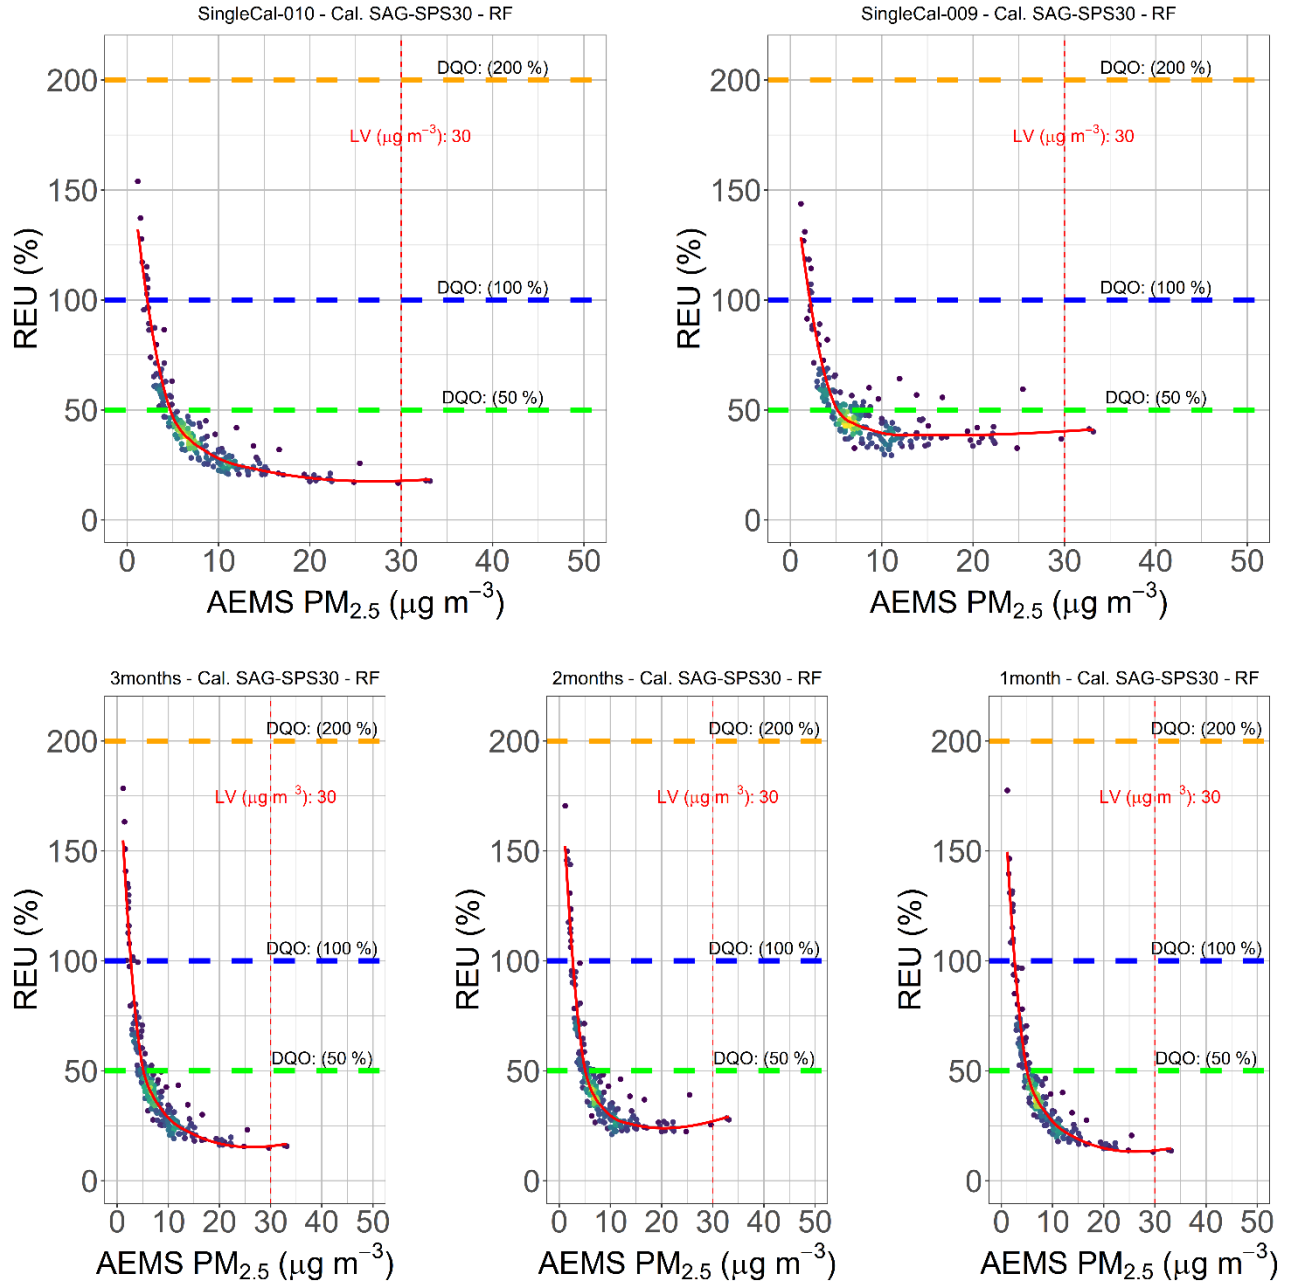 SingleCal-010 - Cal. SAG-SPS30 - RF
DQO: (200 %)
LV (μg m⁻³): 30
DQO: (100 %)
DQO: (50 %)
200
150
100
50
0
REU (%)
0 10 20 30 40 50
AEMS PM₂.₅ (μg m⁻³)
SingleCal-009 - Cal. SAG-SPS30 - RF
DQO: (200 %)
LV (μg m⁻³): 30
DQO: (100 %)
DQO: (50 %)
200
150
100
50
0
REU (%)
0 10 20 30 40 50
AEMS PM₂.₅ (μg m⁻³)
3months - Cal. SAG-SPS30 - RF
DQO: (200 %)
LV (μg m ³): 30
DQO: (100 %)
DQO: (50 %)
200
150
100
50
0
REU (%)
0 10 20 30 40 50
AEMS PM₂.₅ (μg m⁻³)
2months - Cal. SAG-SPS30 - RF
DQO: (200 %)
LV (μg m ³): 30
DQO: (100 %)
DQO: (50 %)
200
150
100
50
0
REU (%)
0 10 20 30 40 50
AEMS PM₂.₅ (μg m⁻³)
1month - Cal. SAG-SPS30 - RF
DQO: (200 %)
LV (μg m ³): 30
DQO: (100 %)
DQO: (50 %)
200
150
100
50
0
REU (%)
0 10 20 30 40 50
AEMS PM₂.₅ (μg m⁻³)